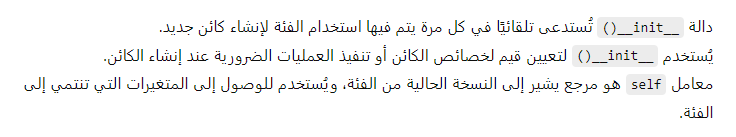 دالة __init__() تُستدعى تلقائيًا في كل مرة يتم فيها استخدام الفئة لإنشاء كائن جديد.
يُستخدم __init__() لتعيين قيم لخصائص الكائن أو تنفيذ العمليات الضرورية عند إنشاء الكائن.
معامل self هو مرجع يشير إلى النسخة الحالية من الفئة، ويُستخدم للوصول إلى المتغيرات التي تنتمي إلى
الفئة.